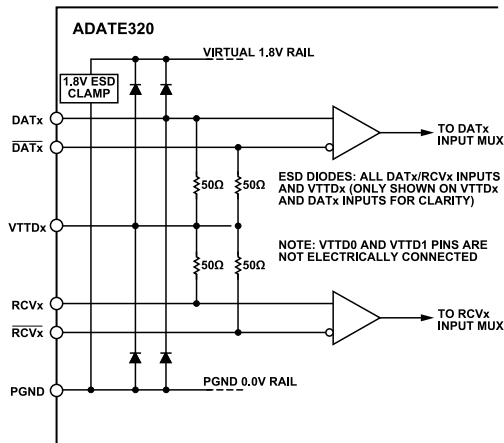 ADATE320
VIRTUAL 1.8V RAIL
1.8V ESD
CLAMP
DATx
DATx
TO DATx
INPUT MUX
50Ω
50Ω
ESD DIODES: ALL DATx/RCVx INPUTS
AND VTTDx (ONLY SHOWN ON VTTDx
AND DATx INPUTS FOR CLARITY)
VTTDx
50Ω
50Ω
NOTE: VTTD0 AND VTTD1 PINS ARE
NOT ELECTRICALLY CONNECTED
RCVx
RCVx
TO RCVx
INPUT MUX
PGND
PGND 0.0V RAIL